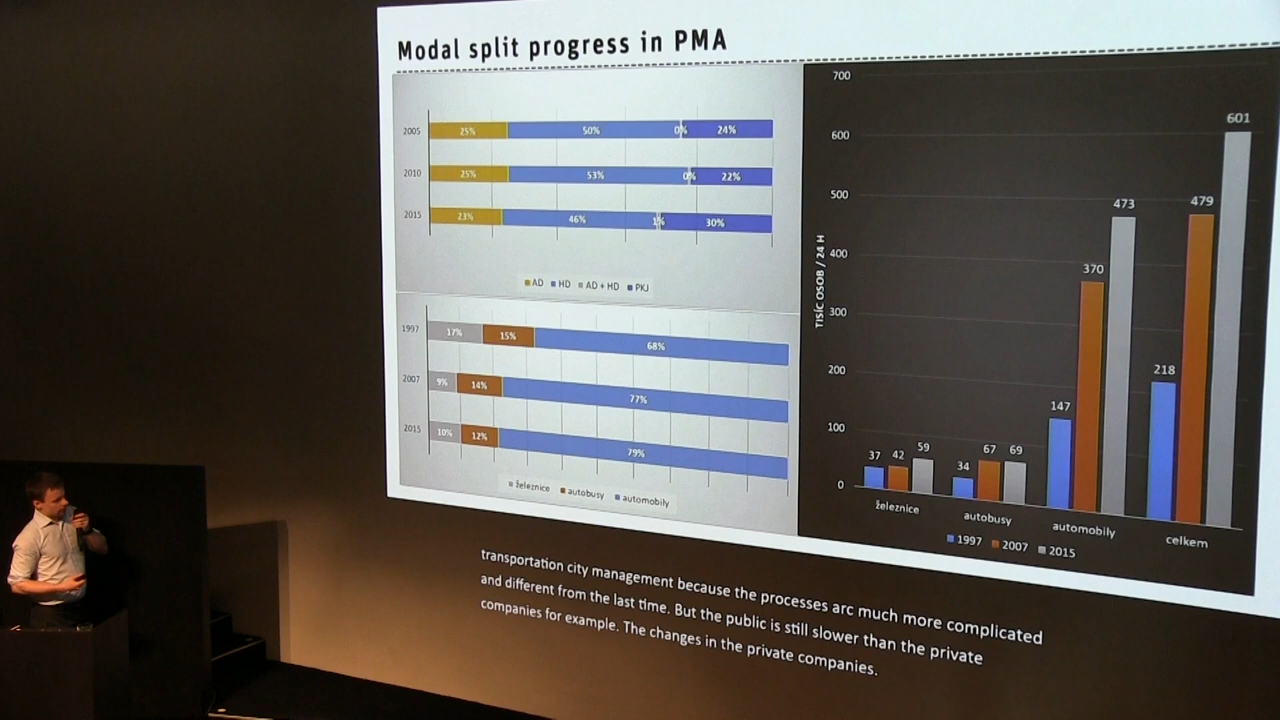 Modal split progress in PMA
2005 25% 50% 0% 24%
2010 25% 53% 0% 22%
2015 23% 46% 1% 30%
AD HD AD + HD PKJ
1997 17% 15% 68%
2007 9% 14% 77%
2015 10% 12% 79%
železnice autobusy automobily
TISÍC OSOB / 24 H
700
600
500
400
300
200
100
0
37 42 59
34 67 69
147 370 473
218 479 601
železnice autobusy automobily celkem
1997 2007 2015
transportation city management because the processes arc much more complicated
and different from the last time. But the public is still slower than the private
companies for example. The changes in the private companies.